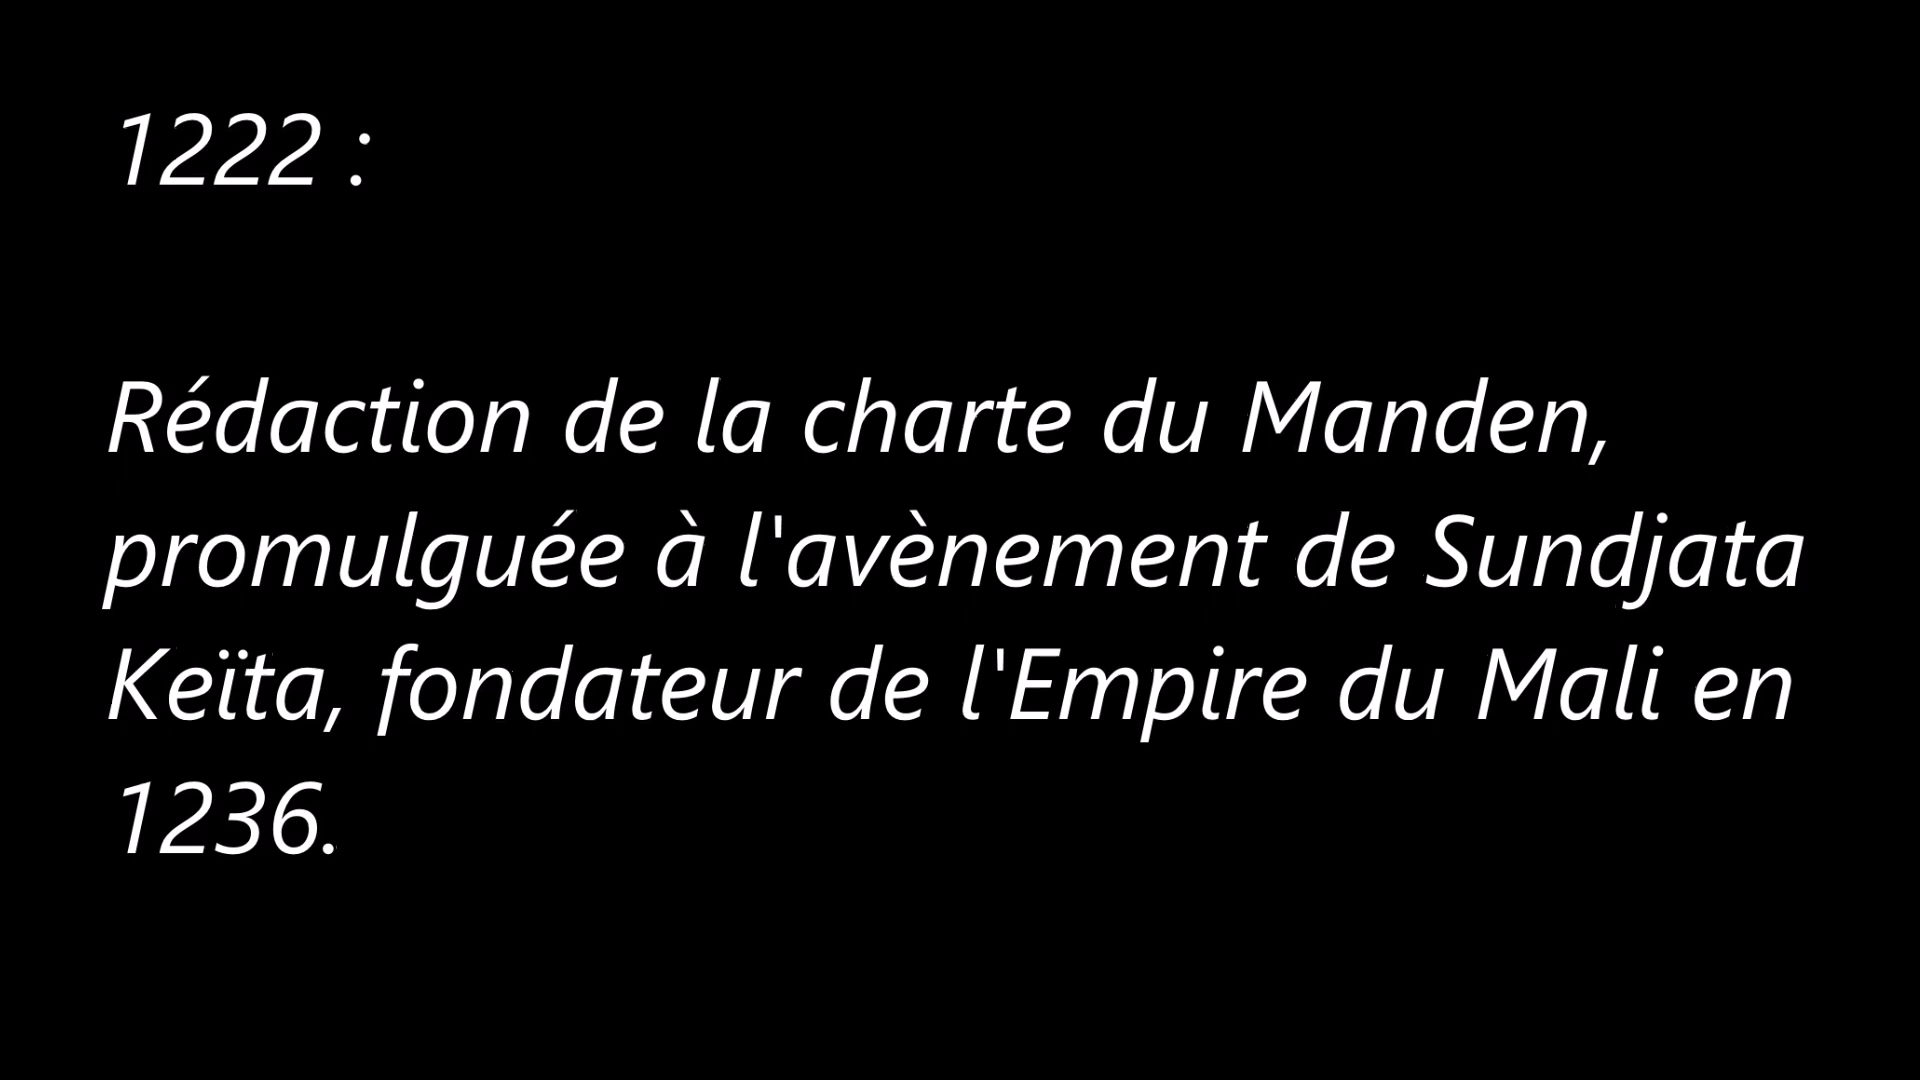 1222 :
Rédaction de la charte du Manden,
promulguée à l'avènement de Sundjata
Keïta, fondateur de l'Empire du Mali en
1236.